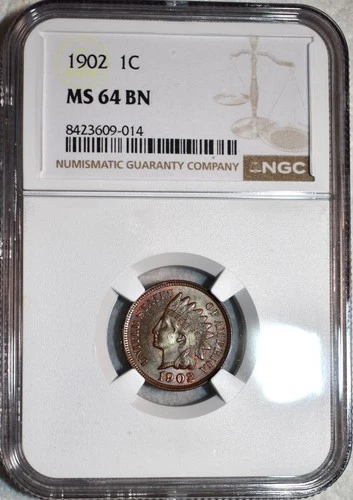 1902 1C
MS 64 BN
8423609-014
NUMISMATIC GUARANTY COMPANY NGC
UNITED STATES OF AMERICA
1902